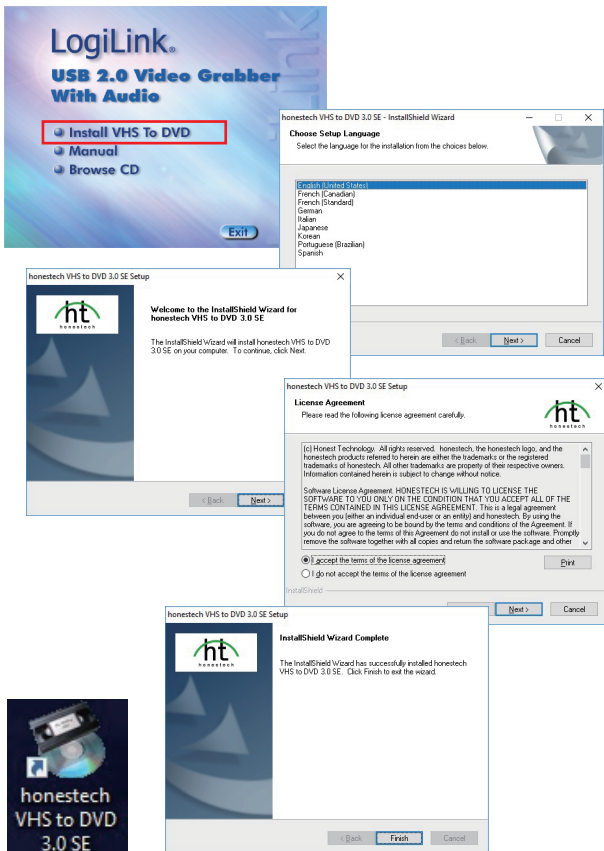 LogiLink®
USB 2.0 Video Grabber
With Audio
Install VHS To DVD
Manual
Browse CD
Exit
honestech VHS to DVD 3.0 SE - InstallShield Wizard
Choose Setup Language
Select the language for the installation from the choices below.
English (United States)
French (Canadian)
French (Standard)
German
Italian
Japanese
Korean
Portuguese (Brazilian)
Spanish
< Back
Next >
Cancel
honestech VHS to DVD 3.0 SE Setup
ht
honestech
Welcome to the InstallShield Wizard for
honestech VHS to DVD 3.0 SE
The InstallShield Wizard will install honestech VHS to DVD
3.0 SE on your computer. To continue, click Next.
< Back
Next >
honestech VHS to DVD 3.0 SE Setup
License Agreement
Please read the following license agreement carefully.
ht
honestech
(c) Honest Technology. All rights reserved. honestech, the honestech logo, and the
honestech products referred to herein are either the trademarks or the registered
trademarks of honestech. All other trademarks are property of their respective owners.
Information contained herein is subject to change without notice.
Software License Agreement. HONESTECH IS WILLING TO LICENSE THE
SOFTWARE TO YOU ONLY ON THE CONDITION THAT YOU ACCEPT ALL OF THE
TERMS CONTAINED IN THIS LICENSE AGREEMENT. This is a legal agreement
between you (either an individual end-user or an entity) and honestech. By using the
software, you are agreeing to be bound by the terms and conditions of the Agreement. If
you do not agree to the terms of this Agreement do not install or use the software. Promptly
remove the software together with all copies and return the software package and other
I accept the terms of the license agreement
I do not accept the terms of the license agreement
Print
InstallShield
Next >
Cancel
honestech VHS to DVD 3.0 SE Setup
ht
honestech
InstallShield Wizard Complete
The InstallShield Wizard has successfully installed honestech
VHS to DVD 3.0 SE. Click Finish to exit the wizard.
< Back
Finish
Cancel
honestech
VHS to DVD
3.0 SE